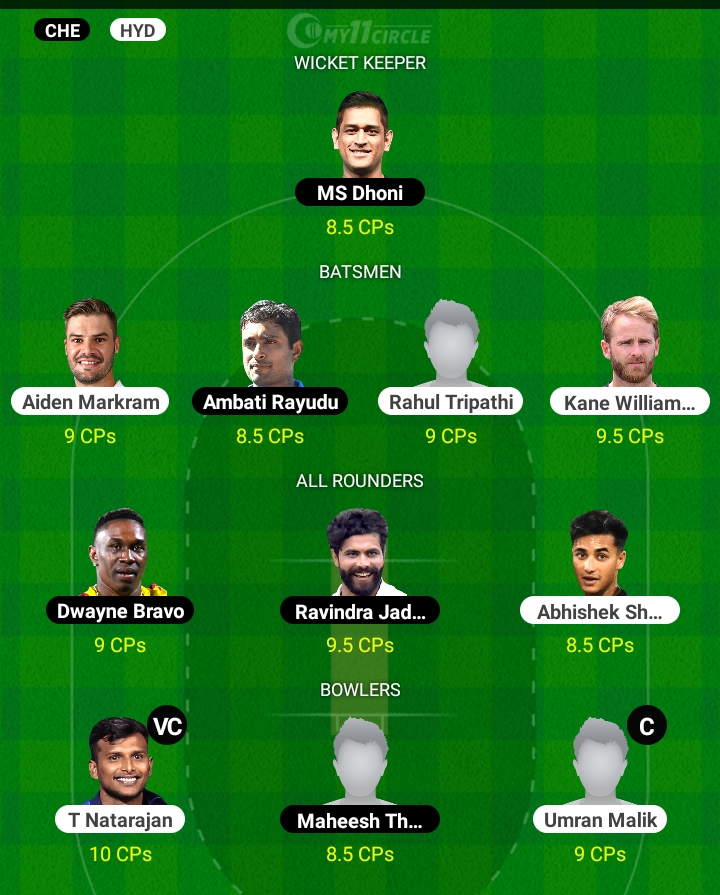 CHE HYD
MY11CIRCLE
WICKET KEEPER
MS Dhoni
8.5 CPs
BATSMEN
Aiden Markram Ambati Rayudu Rahul Tripathi Kane William...
9 CPs 8.5 CPs 9 CPs 9.5 CPs
ALL ROUNDERS
Dwayne Bravo Ravindra Jad... Abhishek Sh...
9 CPs 9.5 CPs 8.5 CPs
BOWLERS
VC C
T Natarajan Maheesh Th... Umran Malik
10 CPs 8.5 CPs 9 CPs